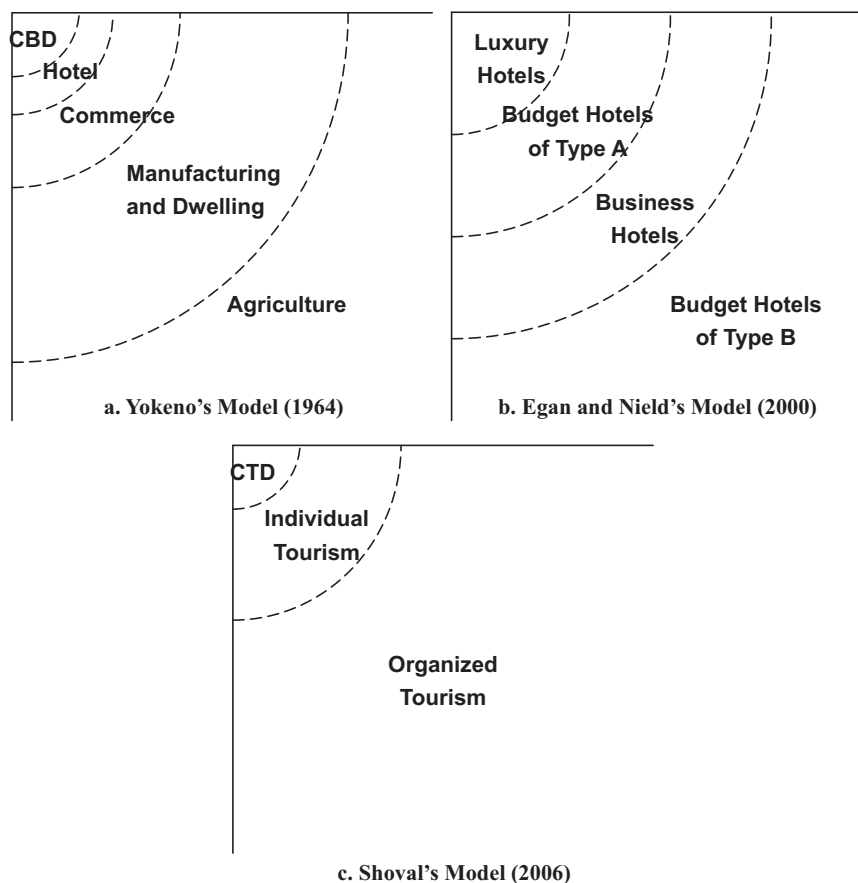 CBD
Hotel
Commerce
Manufacturing
and Dwelling
Agriculture
a. Yokeno's Model (1964)
Luxury
Hotels
Budget Hotels
of Type A
Business
Hotels
Budget Hotels
of Type B
b. Egan and Nield's Model (2000)
CTD
Individual
Tourism
Organized
Tourism
c. Shoval's Model (2006)